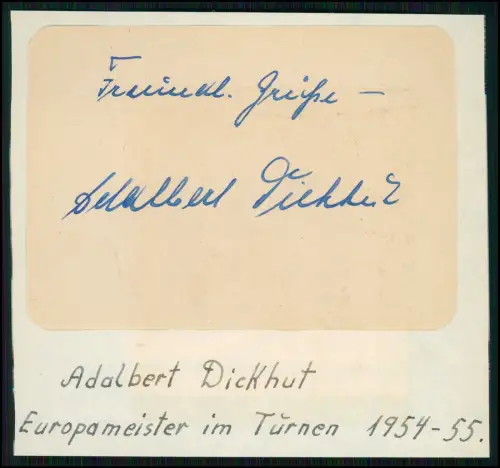 Freundl. Grüße –
Adalbert Dickhut
Adalbert Dickhut
Europameister im Turnen 1954-55.